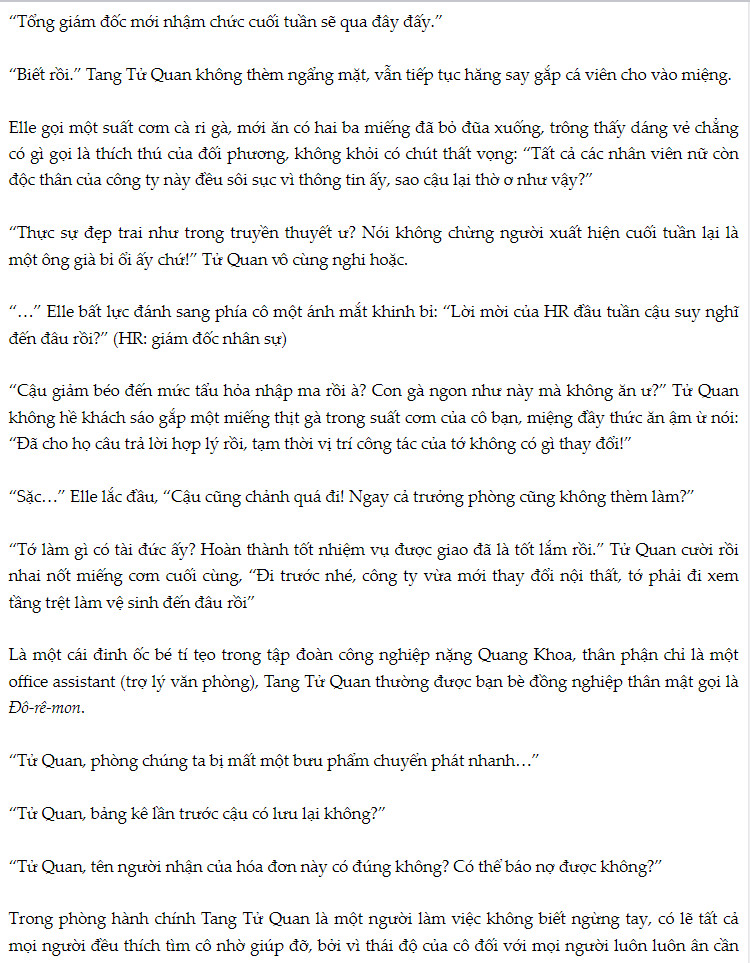 “Tổng giám đốc mới nhậm chức cuối tuần sẽ qua đây đấy.”
“Biết rồi.” Tang Tử Quan không thèm ngẩng mặt, vẫn tiếp tục hăng say gắp cá viên cho vào miệng.
Elle gọi một suất cơm cà ri gà, mới ăn có hai ba miếng đã bỏ đũa xuống, trông thấy dáng vẻ chẳng
có gì gọi là thích thú của đối phương, không khỏi có chút thất vọng: “Tất cả các nhân viên nữ còn
độc thân của công ty này đều sôi sục vì thông tin ấy, sao cậu lại thờ ơ như vậy?”
“Thực sự đẹp trai như trong truyền thuyết ư? Nói không chừng người xuất hiện cuối tuần lại là
một ông già bị ổi ấy chứ!” Tử Quan vô cùng nghi hoặc.
“…” Elle bất lực đánh sang phía cô một ánh mắt khinh bỉ: “Lời mời của HR đầu tuần cậu suy nghĩ
đến đâu rồi?” (HR: giám đốc nhân sự)
“Cậu giảm béo đến mức tẩu hỏa nhập ma rồi à? Con gà ngon như này mà không ăn ư?” Tử Quan
không hề khách sáo gắp một miếng thịt gà trong suất cơm của cô bạn, miệng đầy thức ăn ậm ừ nói:
“Đã cho họ câu trả lời hợp lý rồi, tạm thời vị trí công tác của tớ không có gì thay đổi!”
“Sặc…” Elle lắc đầu, “Cậu cũng chảnh quá đi! Ngay cả trưởng phòng cũng không thèm làm?”
“Tớ làm gì có tài đức ấy? Hoàn thành tốt nhiệm vụ được giao đã là tốt lắm rồi.” Tử Quan cười rồi
nhai nốt miếng cơm cuối cùng, “Đi trước nhé, công ty vừa mới thay đổi nội thất, tớ phải đi xem
tầng trệt làm vệ sinh đến đâu rồi”
Là một cái đinh ốc bé tí tẹo trong tập đoàn công nghiệp nặng Quang Khoa, thân phận chỉ là một
office assistant (trợ lý văn phòng), Tang Tử Quan thường được bạn bè đồng nghiệp thân mật gọi là
Đô-rê-mon.
“Tử Quan, phòng chúng ta bị mất một bưu phẩm chuyển phát nhanh…”
“Tử Quan, bảng kê lần trước cậu có lưu lại không?”
“Tử Quan, tên người nhận của hóa đơn này có đúng không? Có thể báo nợ được không?”
Trong phòng hành chính Tang Tử Quan là một người làm việc không biết ngừng tay, có lẽ tất cả
mọi người đều thích tìm cô nhờ giúp đỡ, bởi vì thái độ của cô đối với mọi người luôn luôn ân cần